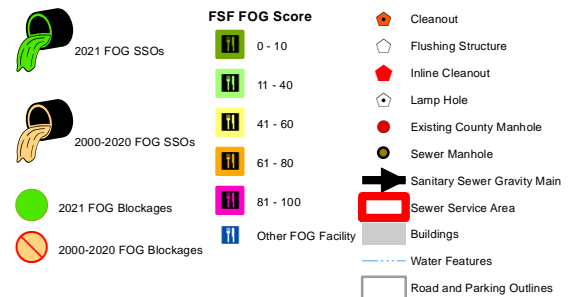 2021 FOG SSOs
2000-2020 FOG SSOs
2021 FOG Blockages
2000-2020 FOG Blockages
FSF FOG Score
0 - 10
11 - 40
41 - 60
61 - 80
81 - 100
Other FOG Facility
Cleanout
Flushing Structure
Inline Cleanout
Lamp Hole
Existing County Manhole
Sewer Manhole
Sanitary Sewer Gravity Main
Sewer Service Area
Buildings
Water Features
Road and Parking Outlines